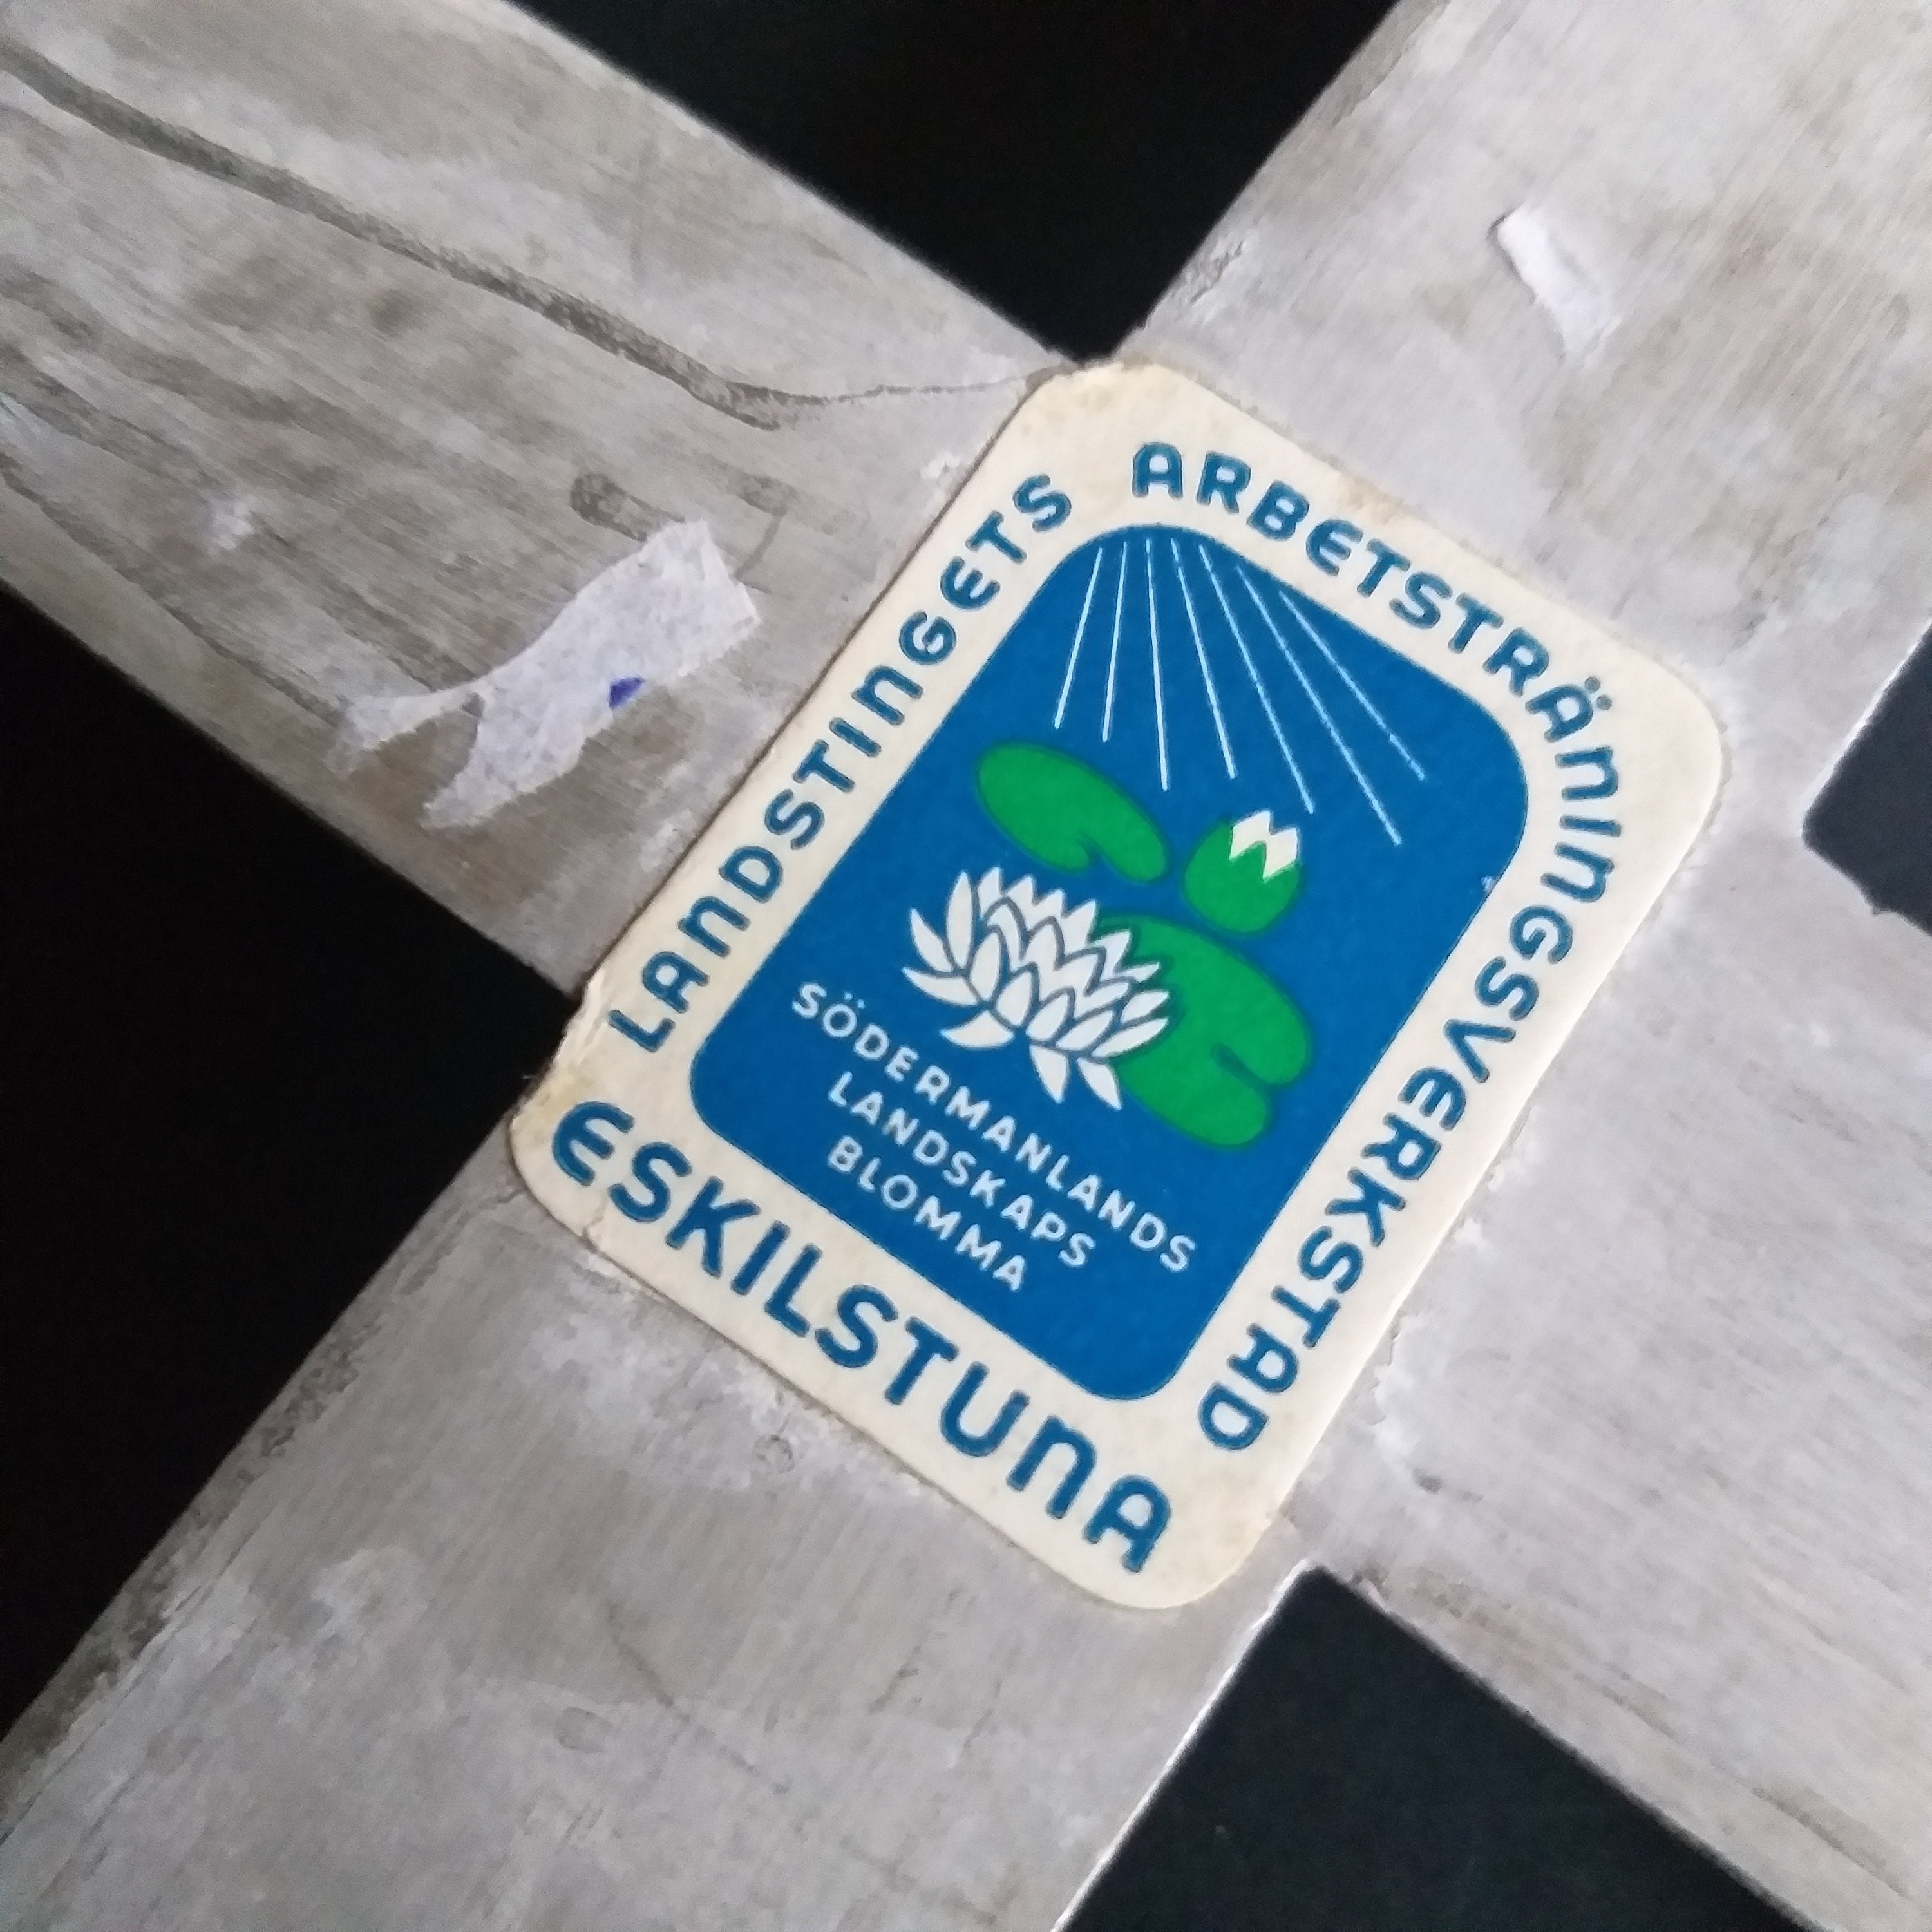 LANDSTINGETS ARBETSTRÄNINGSVERKSTAD
SÖDERMANLANDS
LANDSKAPS
BLOMMA
ESKILSTUNA